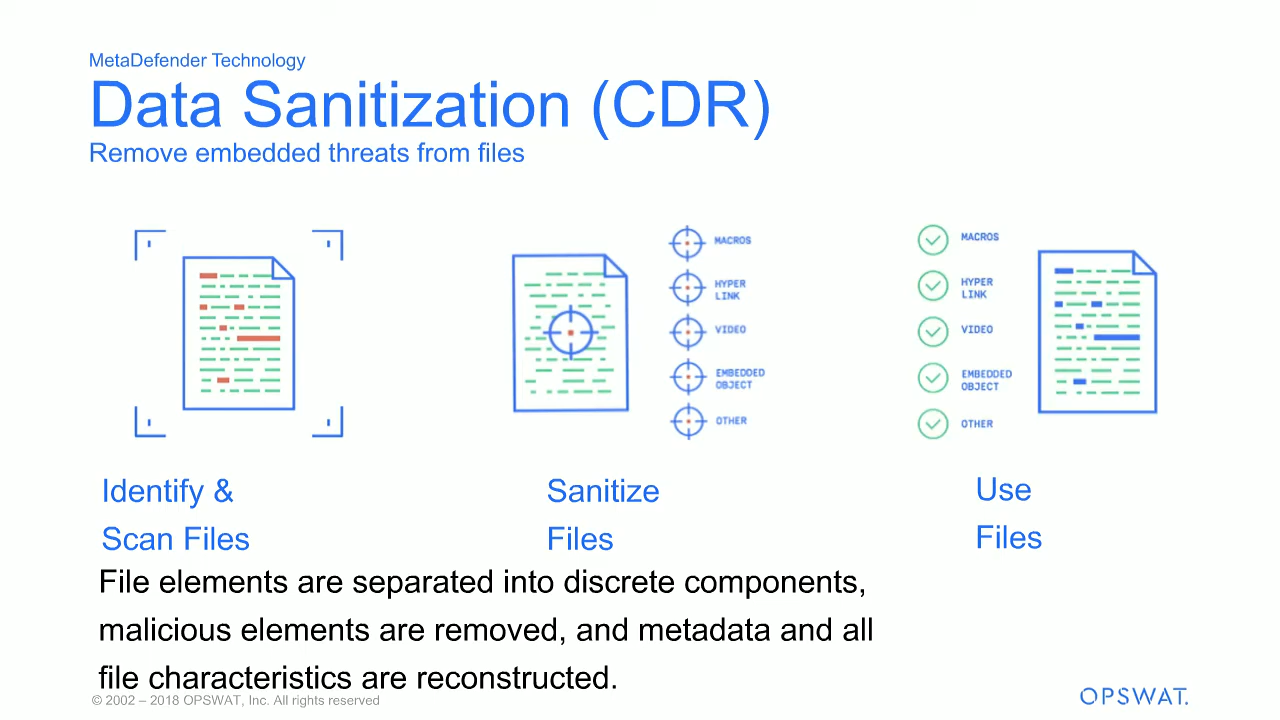 MetaDefender Technology
Data Sanitization (CDR)
Remove embedded threats from files
MACROS
HYPER
LINK
VIDEO
EMBEDDED
OBJECT
OTHER
MACROS
HYPER
LINK
VIDEO
EMBEDDED
OBJECT
OTHER
Identify &
Scan Files
Sanitize
Files
Use
Files
File elements are separated into discrete components,
malicious elements are removed, and metadata and all
file characteristics are reconstructed.
© 2002 – 2018 OPSWAT, Inc. All rights reserved
OPSWAT.